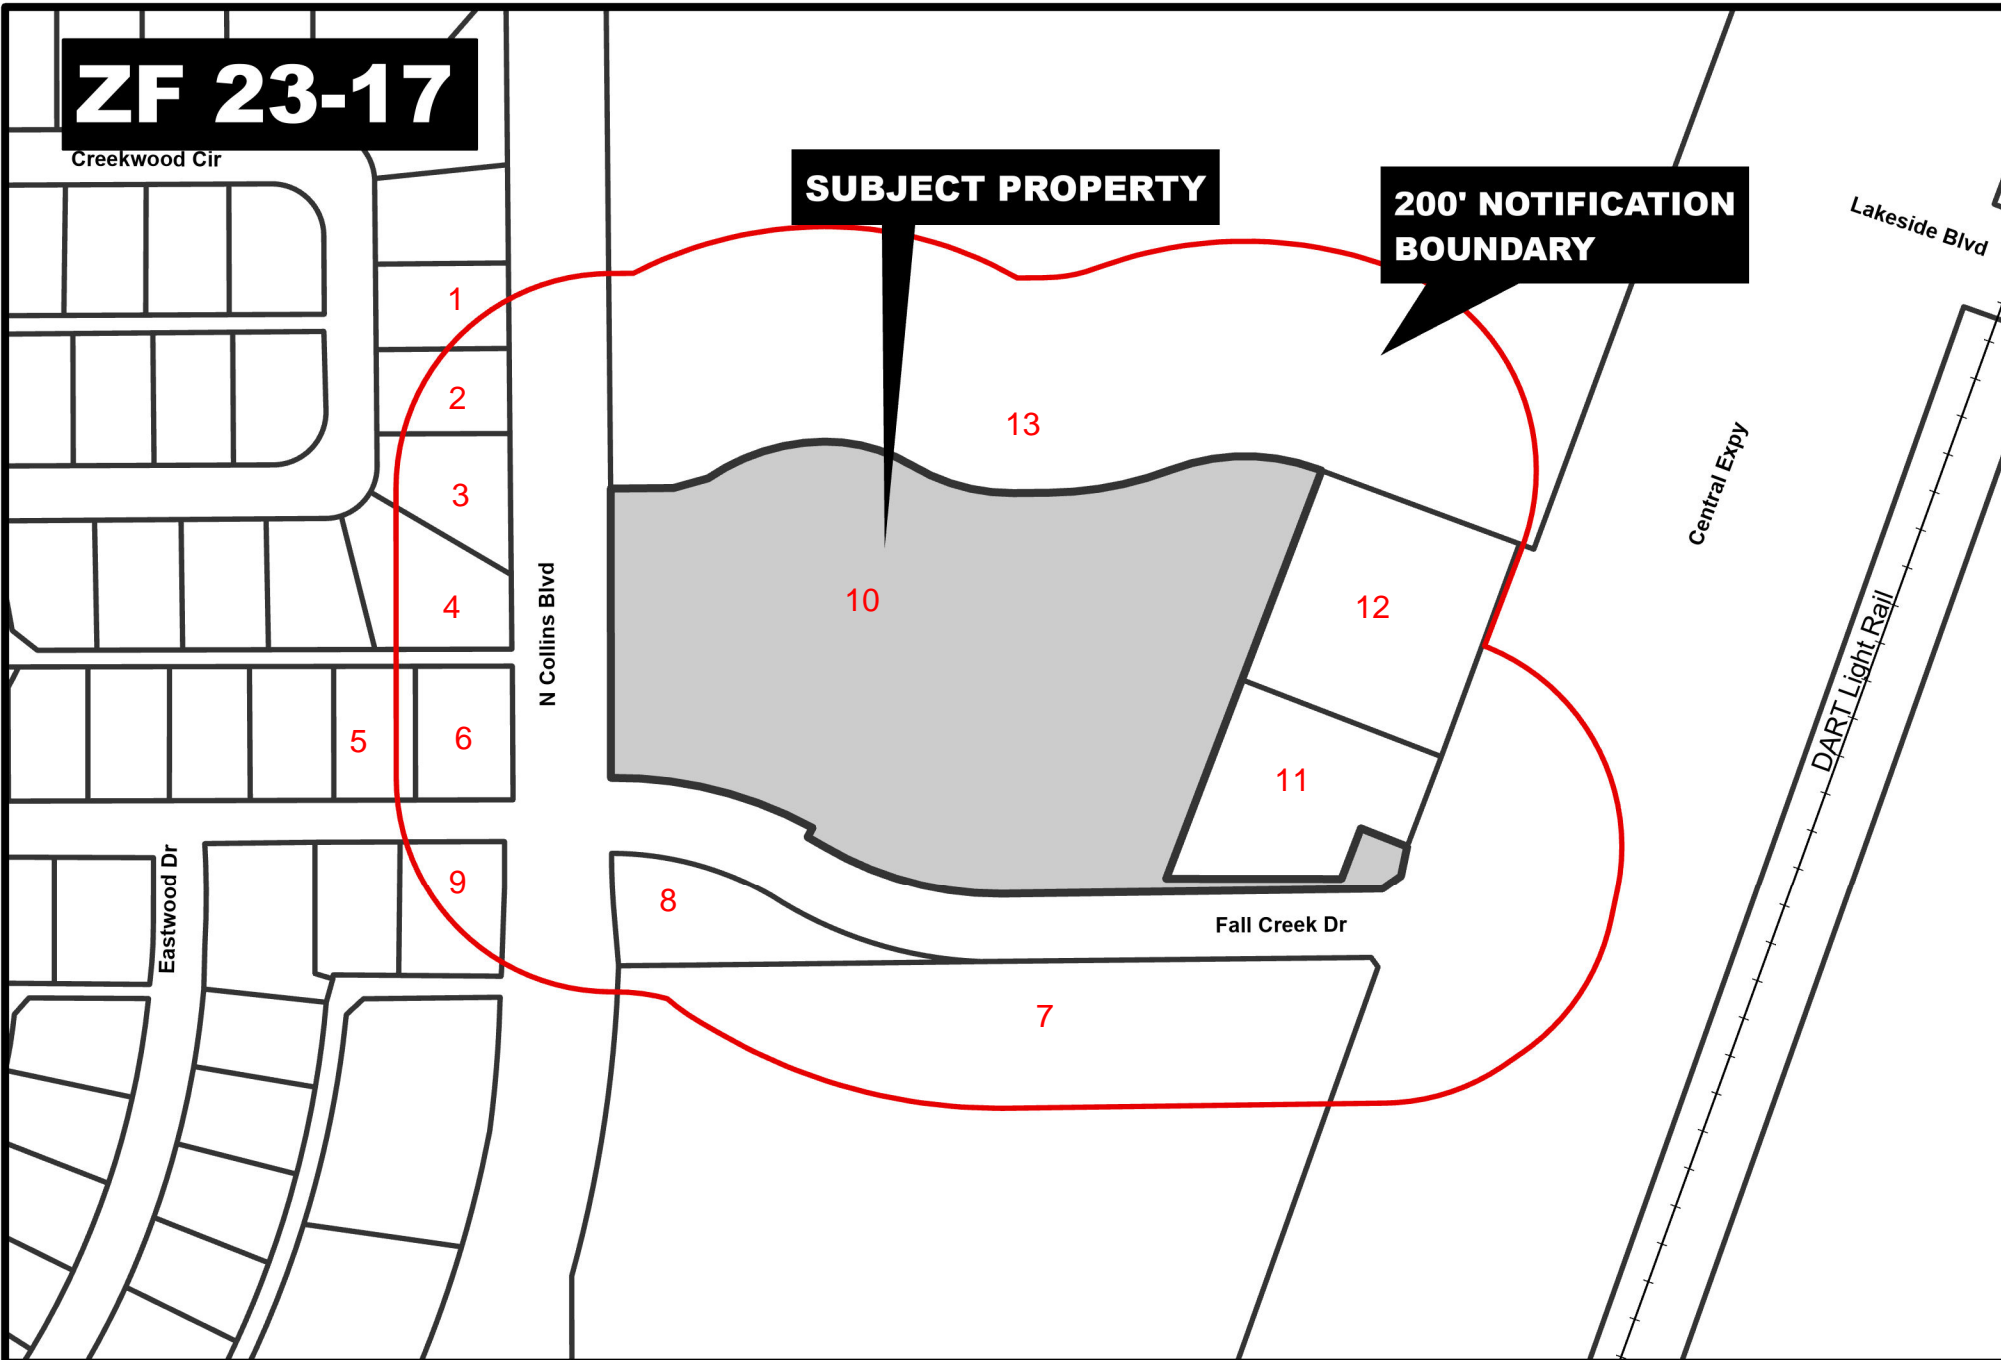 ZF 23-17
Creekwood Cir
SUBJECT PROPERTY
200' NOTIFICATION
BOUNDARY
Lakeside Blvd
1
2
13
3
Central Expy
10
4
12
N Collins Blvd
DART Light Rail
5
6
11
9
8
Eastwood Dr
Fall Creek Dr
7